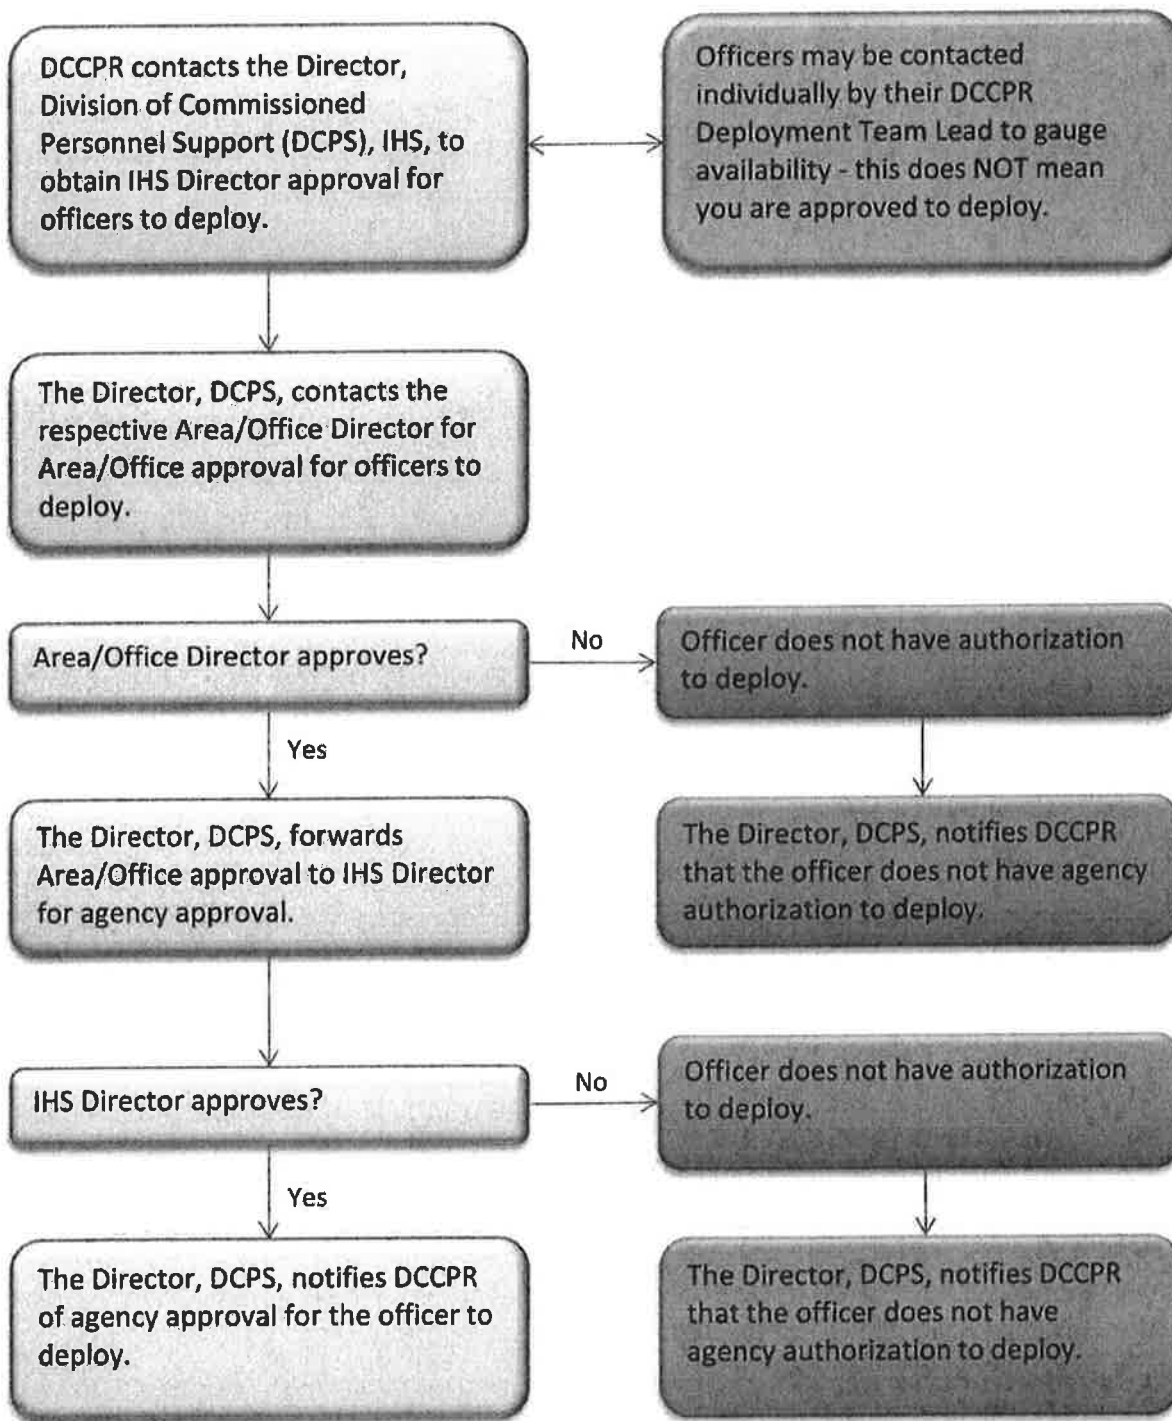 DCCPR contacts the Director,
Division of Commissioned
Personnel Support (DCPS), IHS, to
obtain IHS Director approval for
officers to deploy.
Officers may be contacted
individually by their DCCPR
Deployment Team Lead to gauge
availability - this does NOT mean
you are approved to deploy.
The Director, DCPS, contacts the
respective Area/Office Director for
Area/Office approval for officers to
deploy.
Area/Office Director approves?
No
Officer does not have authorization
to deploy.
Yes
The Director, DCPS, forwards
Area/Office approval to IHS Director
for agency approval.
The Director, DCPS, notifies DCCPR
that the officer does not have agency
authorization to deploy.
IHS Director approves?
No
Officer does not have authorization
to deploy.
Yes
The Director, DCPS, notifies DCCPR
of agency approval for the officer to
deploy.
The Director, DCPS, notifies DCCPR
that the officer does not have
agency authorization to deploy.